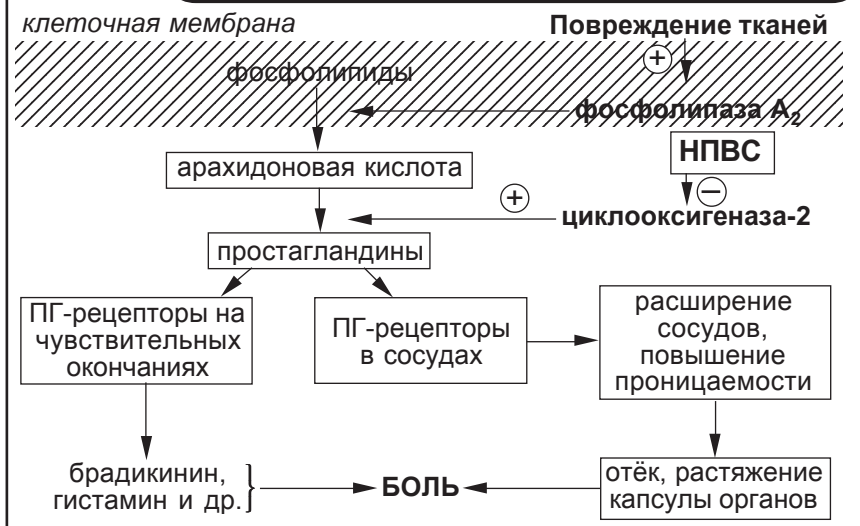 клеточная мембрана
Повреждение тканей
+
фосфолипиды
фосфолипаза А2
НПВС
арахидоновая кислота
+
−
циклооксигеназа-2
простагландины
ПГ-рецепторы на
чувствительных
окончаниях
ПГ-рецепторы
в сосудах
расширение
сосудов,
повышение
проницаемости
брадикинин,
гистамин и др.}
БОЛЬ
отёк, растяжение
капсулы органов